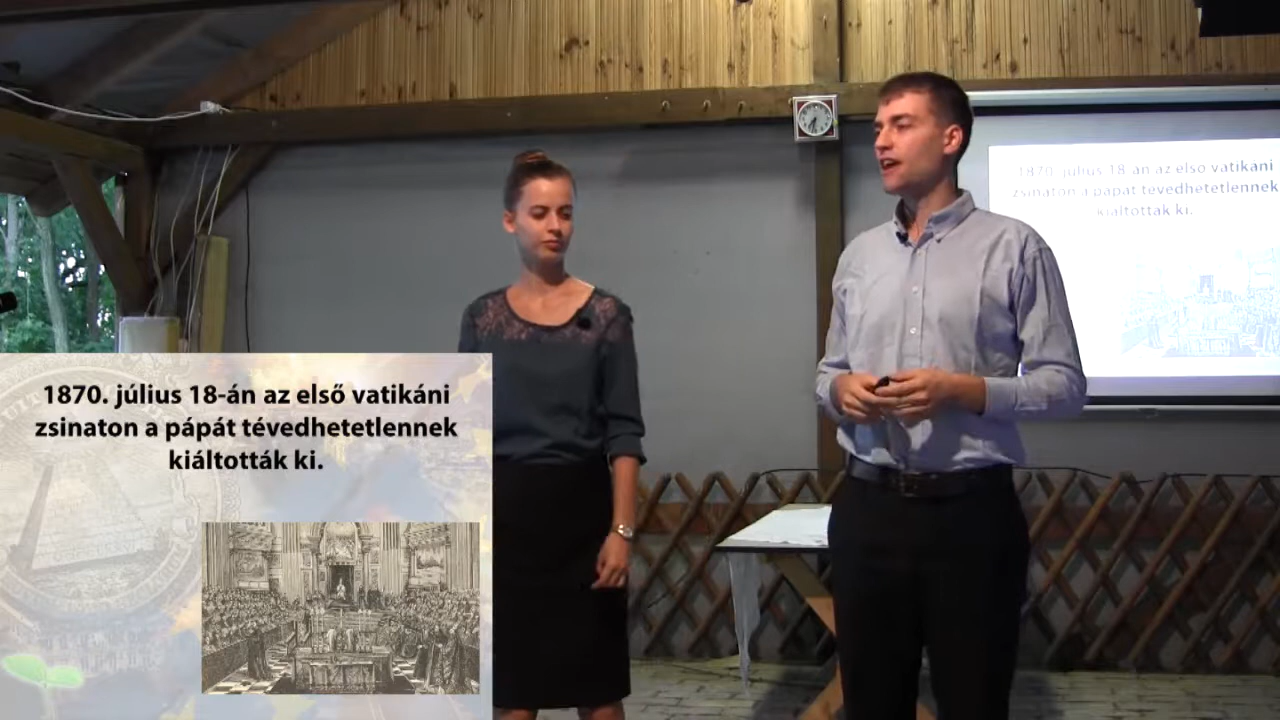 1870. július 18-án az első vatikáni
zsinaton a pápát tévedhetetlennek
kiáltották ki.
1870. július 18-án az első vatikáni
zsinaton a pápát tévedhetetlennek
kiáltották ki.